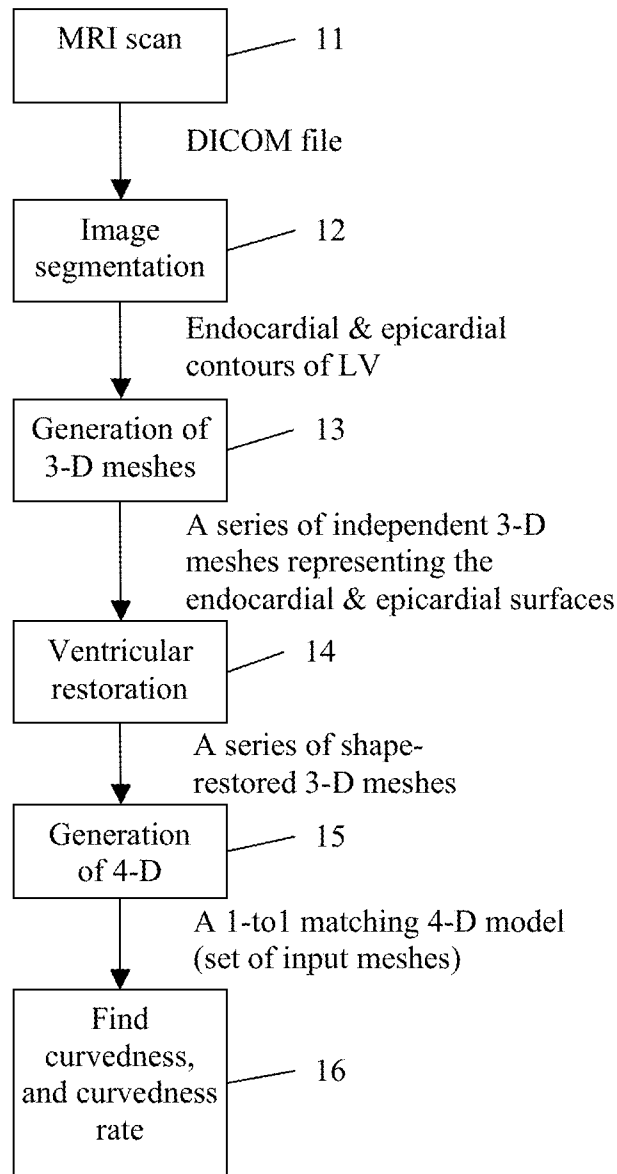 MRI scan
11
DICOM file
Image
segmentation
12
Endocardial & epicardial
contours of LV
Generation of
3-D meshes
13
A series of independent 3-D
meshes representing the
endocardial & epicardial surfaces
Ventricular
restoration
14
A series of shape-
restored 3-D meshes
Generation
of 4-D
15
A 1-to1 matching 4-D model
(set of input meshes)
Find
curvedness,
and curvedness
rate
16